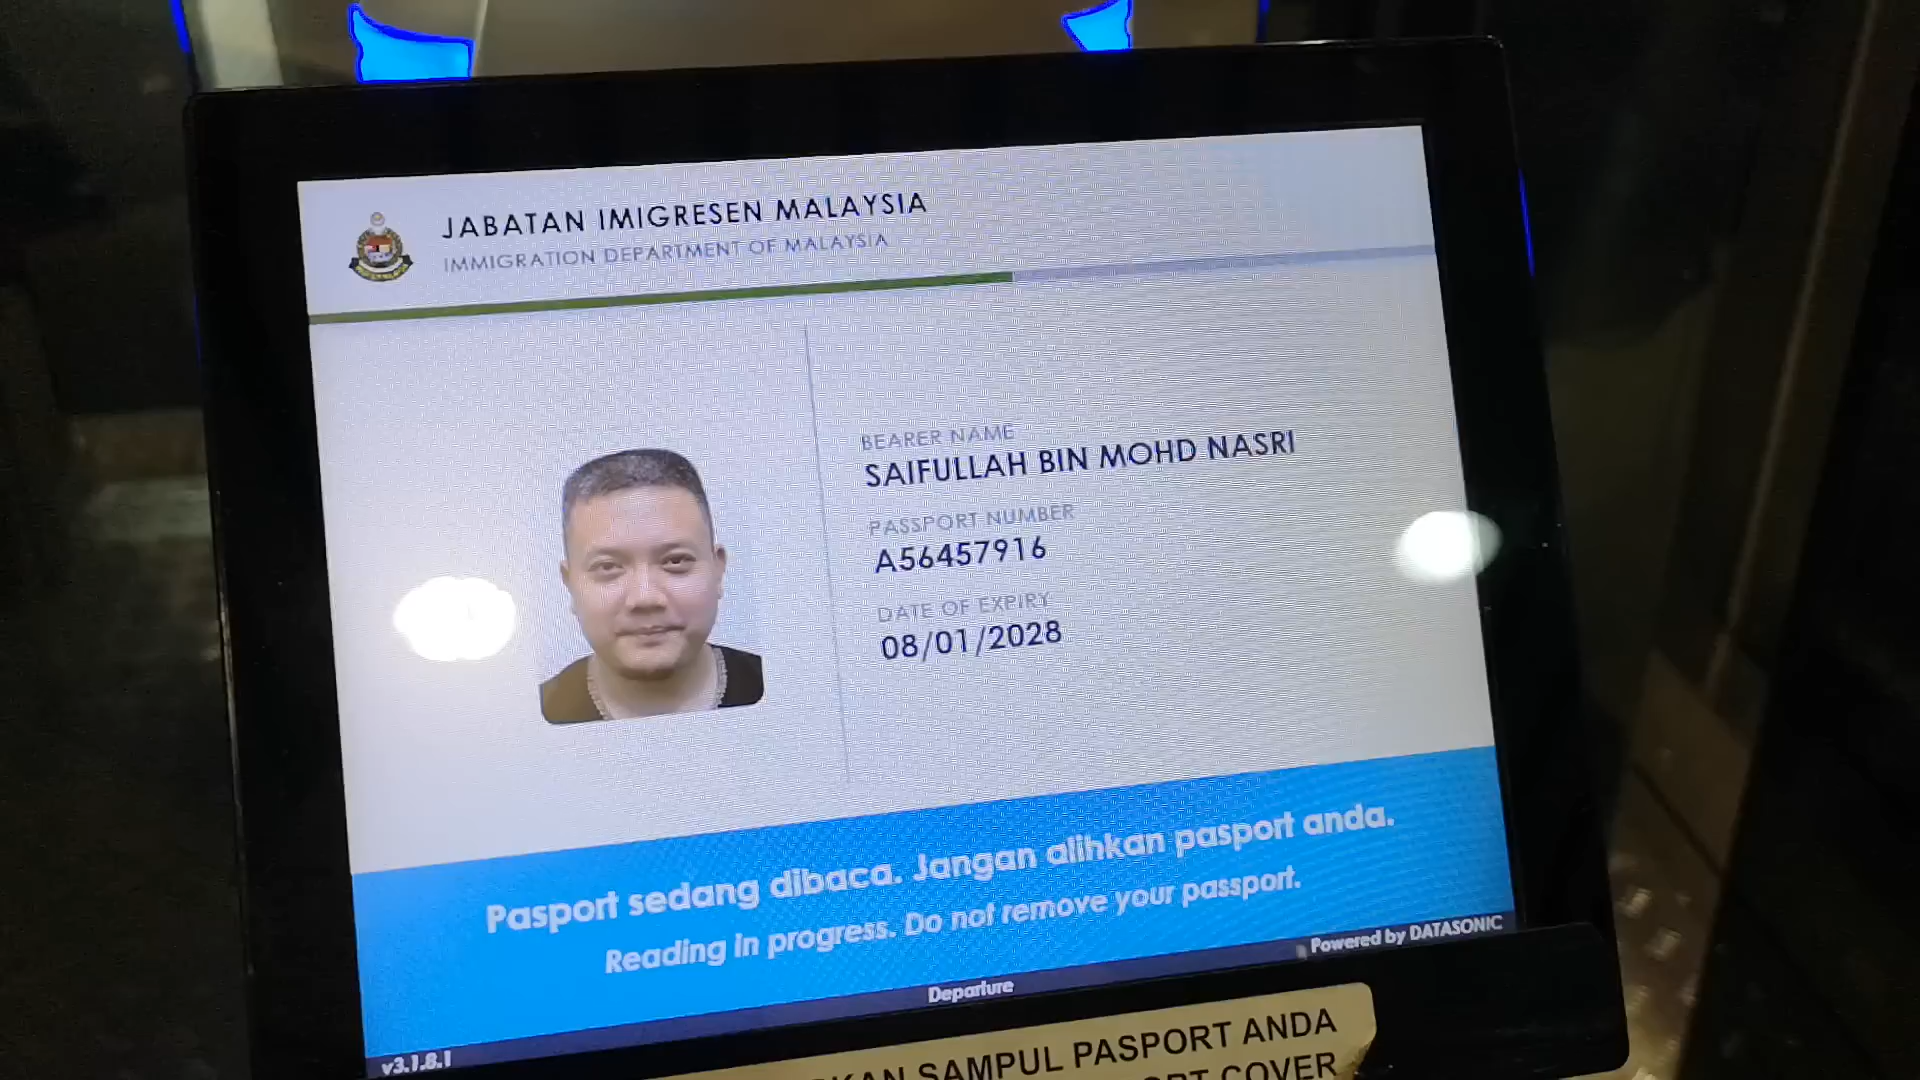 JABATAN IMIGRESEN MALAYSIA
IMMIGRATION DEPARTMENT OF MALAYSIA
BEARER NAME
SAIFULLAH BIN MOHD NASRI
PASSPORT NUMBER
A56457916
DATE OF EXPIRY
08/01/2028
Pasport sedang dibaca. Jangan alihkan pasport anda.
Reading in progress. Do not remove your passport.
Powered by DATASONIC
Departure
v3.1.8.1
SAMPUL PASPORT ANDA
COVER